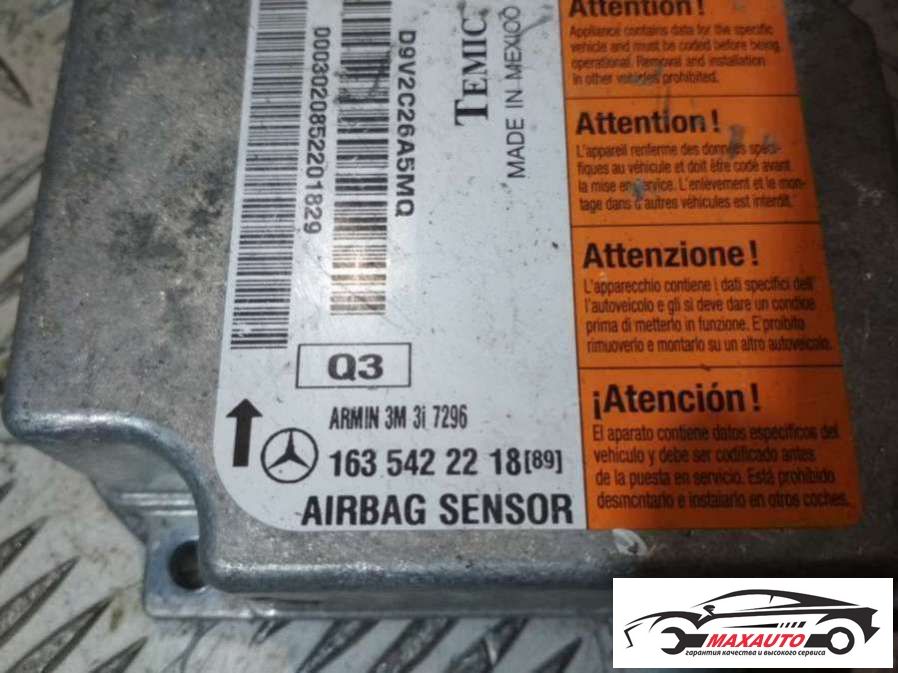 D00302085220 1829
D9V2C26A5MQ
TEMIC
MADE IN MEXICO
Q3
ARMIN 3M 3i 7296
163 542 22 18 [89]
AIRBAG SENSOR
Attention!
Appliance contains data for the specific
vehicle and must be coded before being
operational. Removal and installation
in other vehicles prohibited.
Attention!
L'appareil renferme des données spéci-
fiques au véhicule et doit être codé avant
la mise en service. L'enlèvement et le mon-
tage dans d'autres véhicules est interdit.
Attenzione!
L'apparecchio contiene i dati specifici dell'
l'autoveicolo e gli si deve dare un condice
prima di metterlo in funzione. E'proibito
rimuoverlo e montarlo su un altro autoveicolo.
¡Atención!
El aparato contiene datos específicos del
vehículo y debe ser codificado antes
de la puesta en servicio. Está prohibido
desmontarlo e instalarlo en otros coches.
MAXAUTO
гарантия качества и высокого сервиса